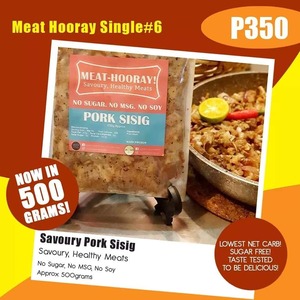 Meat Hooray Single#6
P350
MEAT-HOORAY!
Savoury, Healthy Meats
NO SUGAR, NO MSG, NO SOY
PORK SISIG
NOW IN
500
GRAMS!
Savoury Pork Sisig
Savoury, Healthy Meats
No Sugar, No MSG, No Soy
Approx. 500grams
LOWEST NET CARB!
SUGAR FREE!
TASTE TESTED
TO BE DELICIOUS!